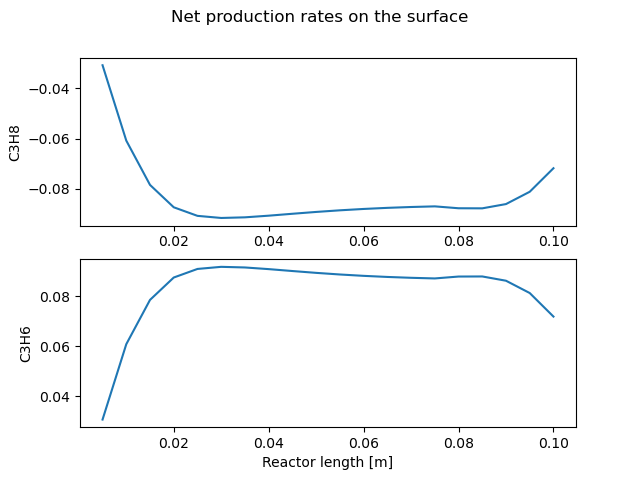 Net production rates on the surface
−0.04
−0.06
−0.08
C3H8
0.02 0.04 0.06 0.08 0.10
0.08
0.06
0.04
C3H6
0.02 0.04 0.06 0.08 0.10
Reactor length [m]